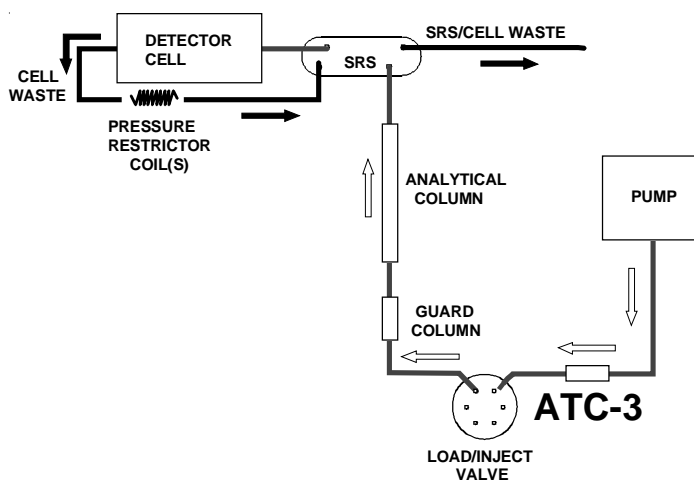 DETECTOR
CELL
SRS/CELL WASTE
SRS
CELL
WASTE
PRESSURE
RESTRICTOR
COIL(S)
ANALYTICAL
COLUMN
PUMP
GUARD
COLUMN
ATC-3
LOAD/INJECT
VALVE